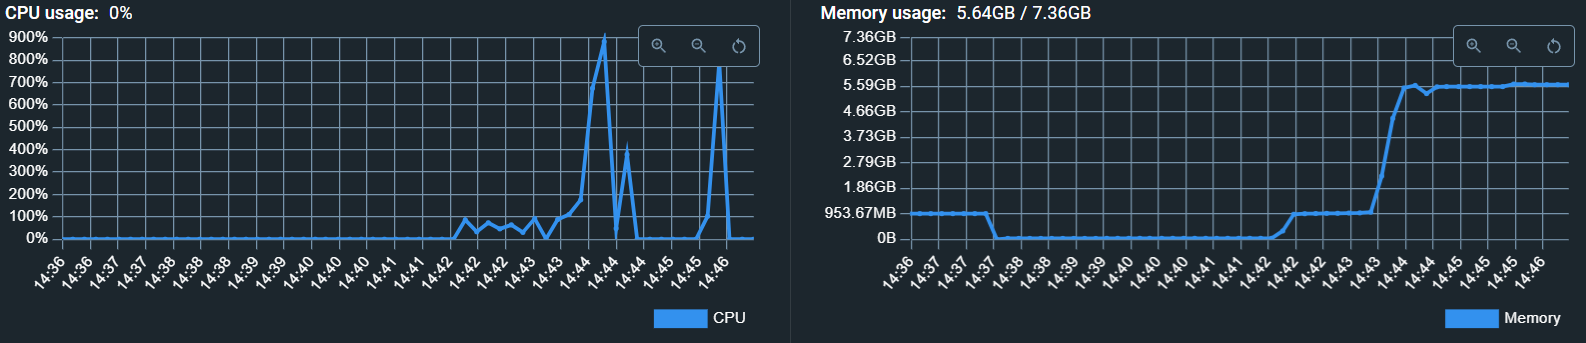 CPU usage: 0%
900%
800%
700%
600%
500%
400%
300%
200%
100%
0%
14:36 14:36 14:37 14:37 14:38 14:38 14:39 14:39 14:40 14:40 14:40 14:41 14:41 14:42 14:42 14:42 14:43 14:43 14:43 14:44 14:44 14:44 14:45 14:45 14:46
CPU
Memory usage: 5.64GB / 7.36GB
7.36GB
6.52GB
5.59GB
4.66GB
3.73GB
2.79GB
1.86GB
953.67MB
0B
14:36 14:37 14:37 14:37 14:38 14:38 14:39 14:39 14:40 14:40 14:40 14:41 14:41 14:42 14:42 14:42 14:43 14:43 14:44 14:44 14:45 14:45 14:45 14:46
Memory